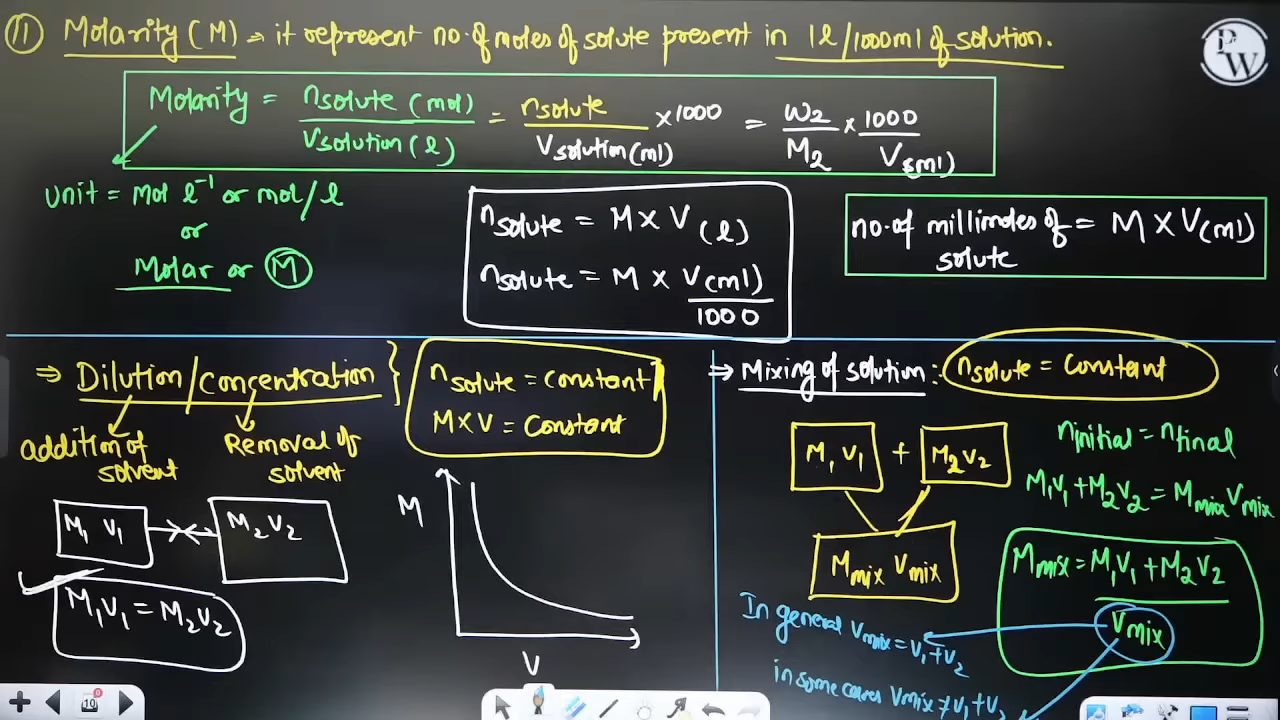 ⑪ Molarity (M) → it represent no. of moles of solute present in 1l/1000ml of solution.
PW
Molarity = nsolute (mol) / Vsolution (l) = nsolute / Vsolution (ml) × 1000 = W2 / M2 × 1000 / Vs(ml)
unit = mol l⁻¹ or mol/l
or
Molar or M
nsolute = M × V (l)
nsolute = M × V(ml) / 1000
no. of millimoles of solute = M × V(ml)
⇒ Dilution/Concentration
addition of solvent
Removal of solvent
nsolute = constant
M×V = constant
M1 V1
M2 V2
M1V1 = M2V2
M
V
⇒ Mixing of solution: nsolute = constant
M1 V1 + M2 V2
Mmix Vmix
ninitial = nfinal
M1V1 + M2V2 = Mmix Vmix
Mmix = M1V1 + M2V2 / Vmix
In general Vmix = V1 + V2
in some cases Vmix ≠ V1 + V2
10